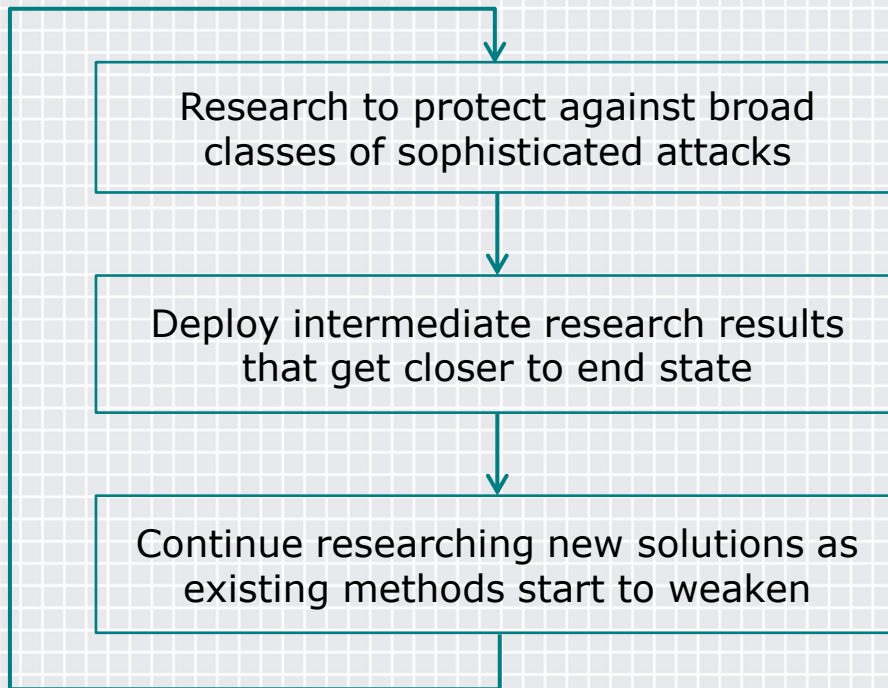 Research to protect against broad
classes of sophisticated attacks
Deploy intermediate research results
that get closer to end state
Continue researching new solutions as
existing methods start to weaken